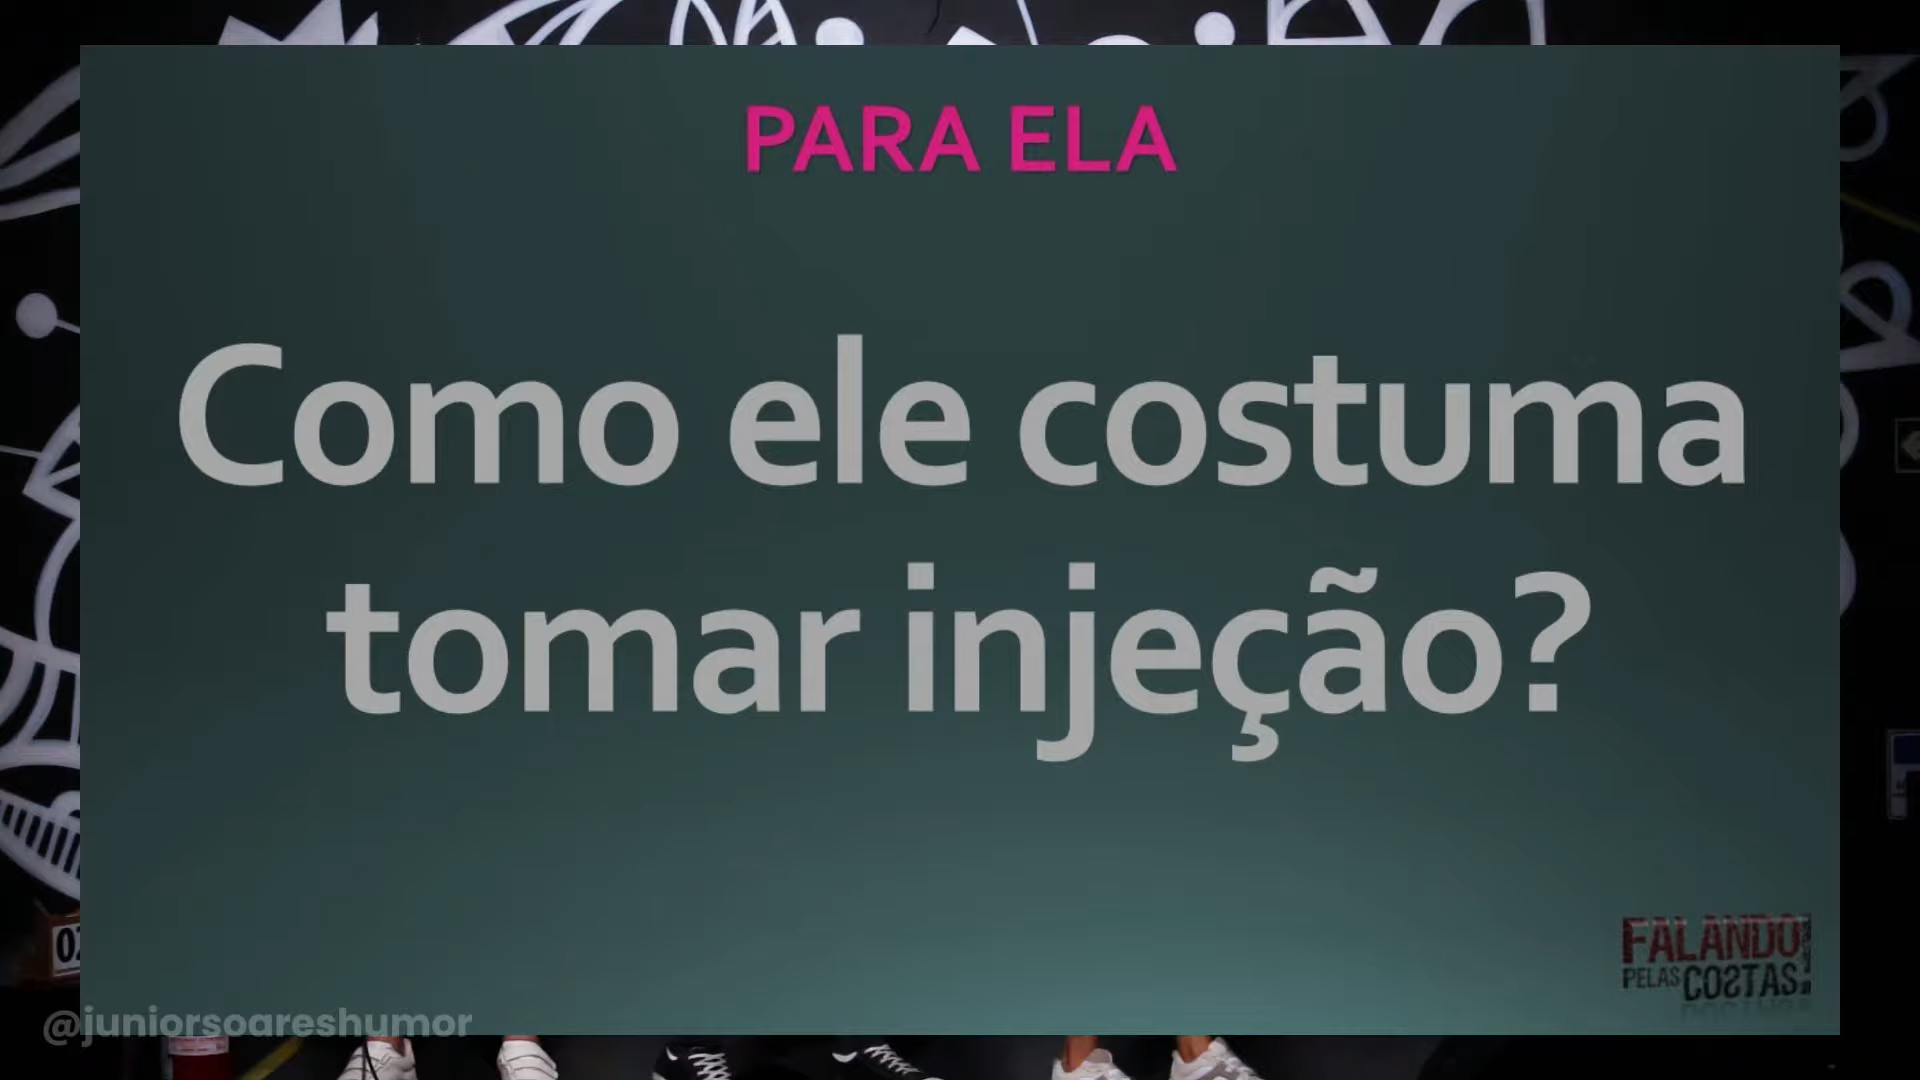 PARA ELA
Como ele costuma
tomar injeção?
FALANDO
PELAS COSTAS!
@juniorsoareshumor